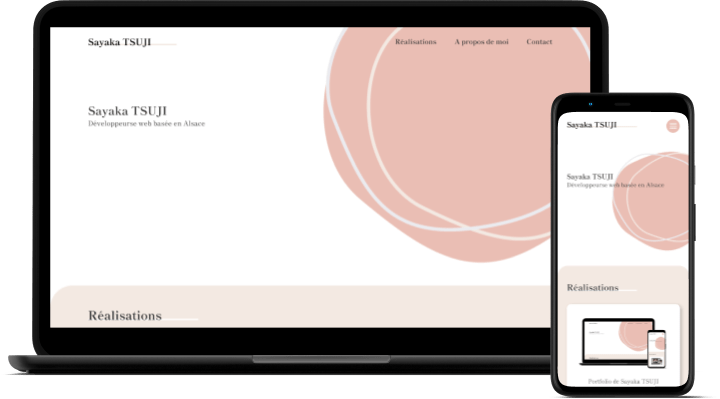 Sayaka TSUJI
Réalisations
A propos de moi
Contact
Sayaka TSUJI
Développeurse web basée en Alsace
Réalisations
Sayaka TSUJI
Sayaka TSUJI
Développeurse web basée en Alsace
Réalisations
Portfolio de Sayaka TSUJI